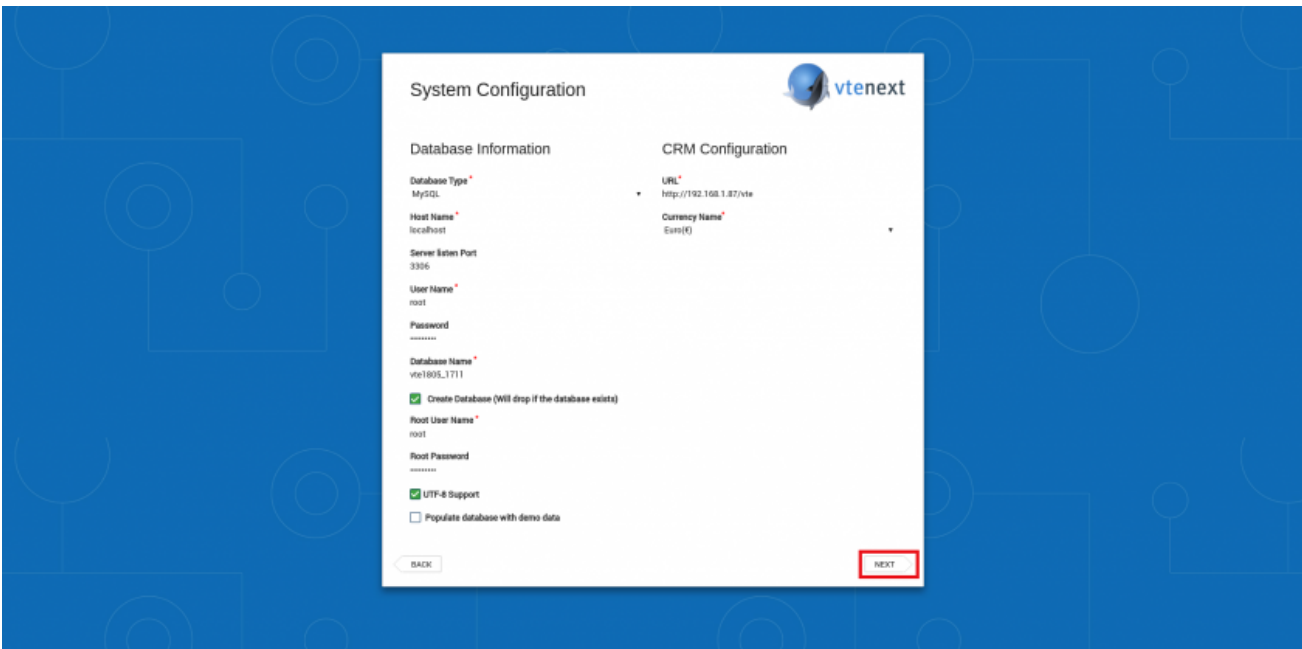 System Configuration
vtenext
Database Information
Database Type *
MySQL
Host Name *
localhost
Server listen Port
3306
User Name *
root
Password
••••••••
Database Name *
vte1805_1711
Create Database (Will drop if the database exists)
Root User Name *
root
Root Password
••••••••
UTF-8 Support
Populate database with demo data
CRM Configuration
URL*
http://192.168.1.87/vte
Currency Name*
Euro(€)
BACK
NEXT